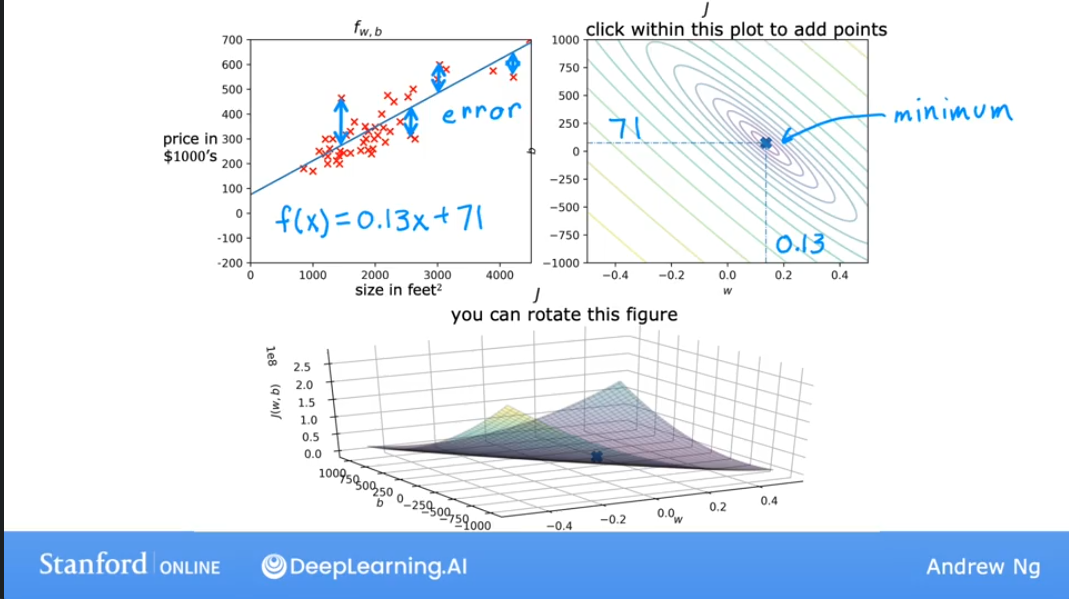 f_{w,b}
700
600
500
400
300
200
100
0
-100
-200
price in
$1000's
error
f(x)=0.13x+71
0 1000 2000 3000 4000
size in feet²
J
click within this plot to add points
1000
750
500
250
0
−250
−500
−750
−1000
b
71
minimum
0.13
−0.4 −0.2 0.0 0.2 0.4
w
J
you can rotate this figure
1e8
2.5
2.0
1.5
1.0
0.5
0.0
J(w, b)
1000 750 500 250 0 −250 −500 −750 −1000
b
−0.4 −0.2 0.0 0.2 0.4
w
Stanford ONLINE DeepLearning.AI Andrew Ng